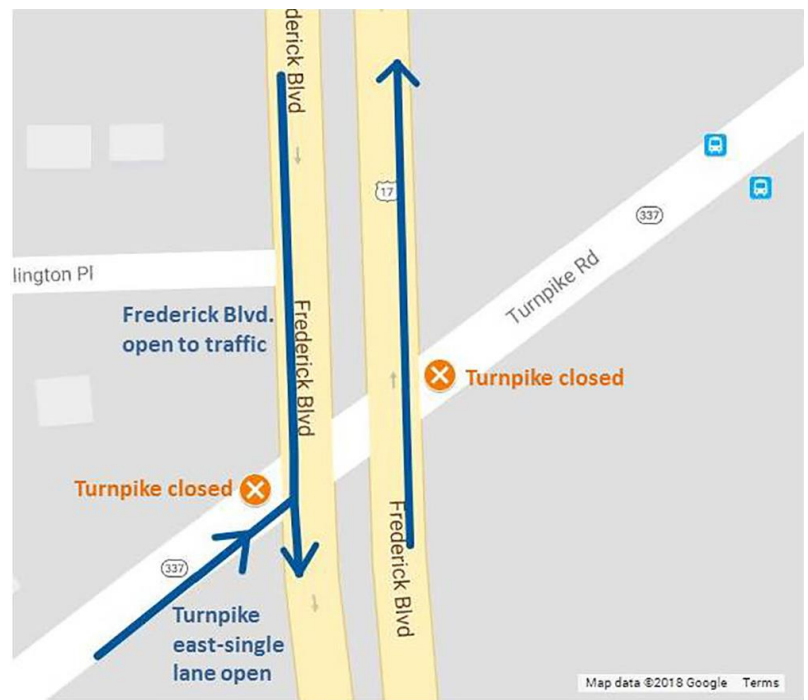 derick Blvd
17
337
lington Pl
Turnpike Rd
Frederick Blvd.
open to traffic
Frederick Blvd
Turnpike closed
Turnpike closed
Frederick Blvd
337
Turnpike
east-single
lane open
Map data ©2018 Google Terms